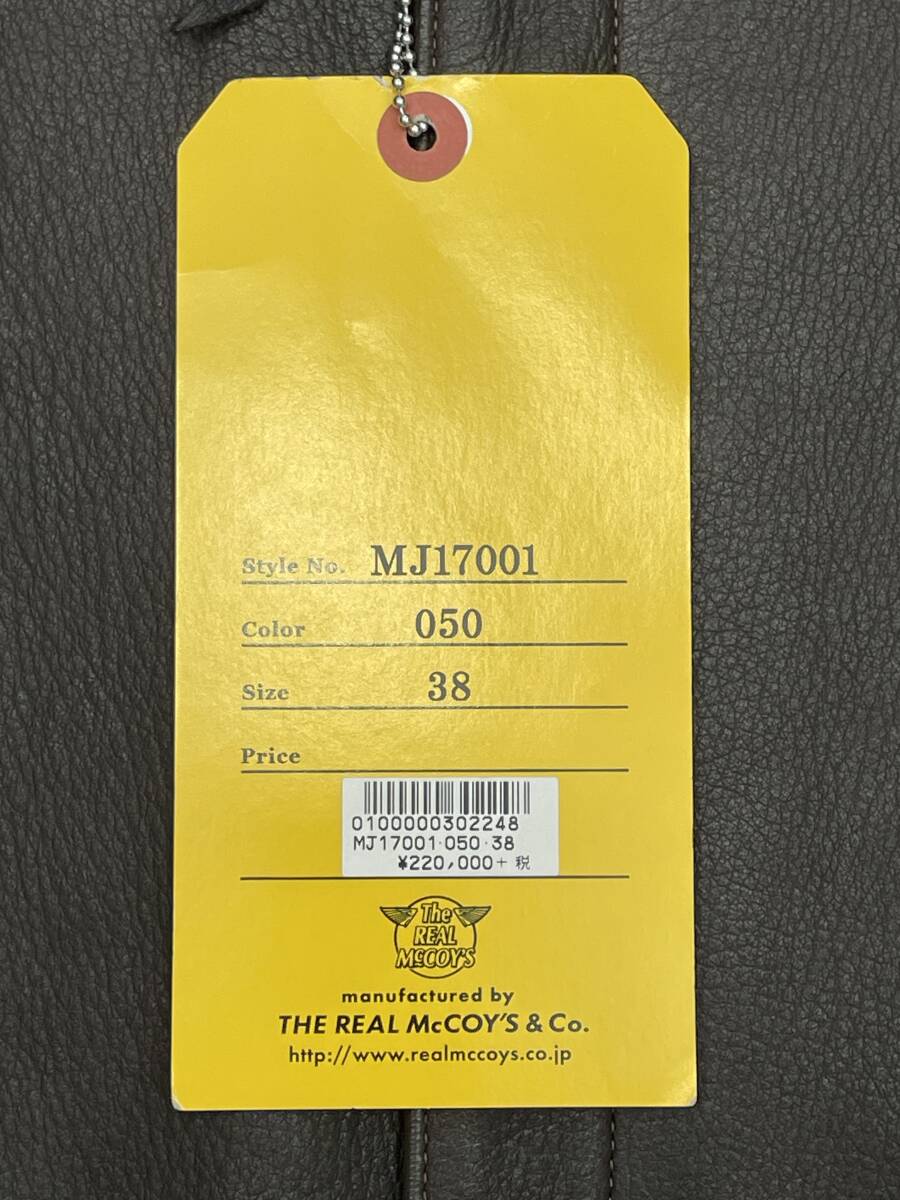 Style No. MJ17001
Color 050
Size 38
Price
0100000302248
MJ17001·050·38
¥220,000+税
The
REAL
McCOY'S
manufactured by
THE REAL McCOY'S & Co.
http://www.realmccoys.co.jp